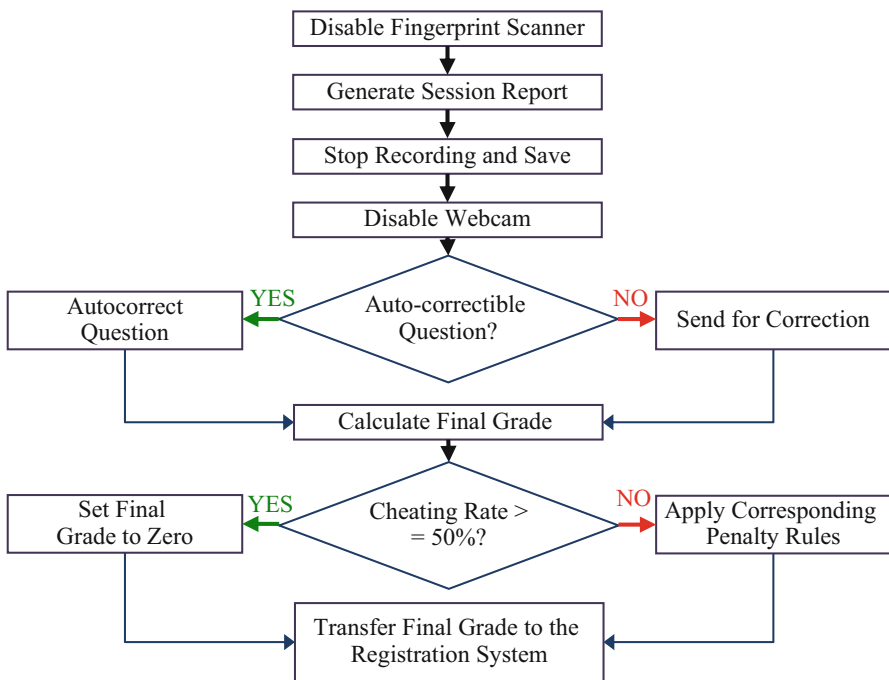 Disable Fingerprint Scanner
Generate Session Report
Stop Recording and Save
Disable Webcam
Autocorrect
Question
YES
Auto-correctible
Question?
NO
Send for Correction
Calculate Final Grade
Set Final
Grade to Zero
YES
Cheating Rate >
= 50%?
NO
Apply Corresponding
Penalty Rules
Transfer Final Grade to the
Registration System